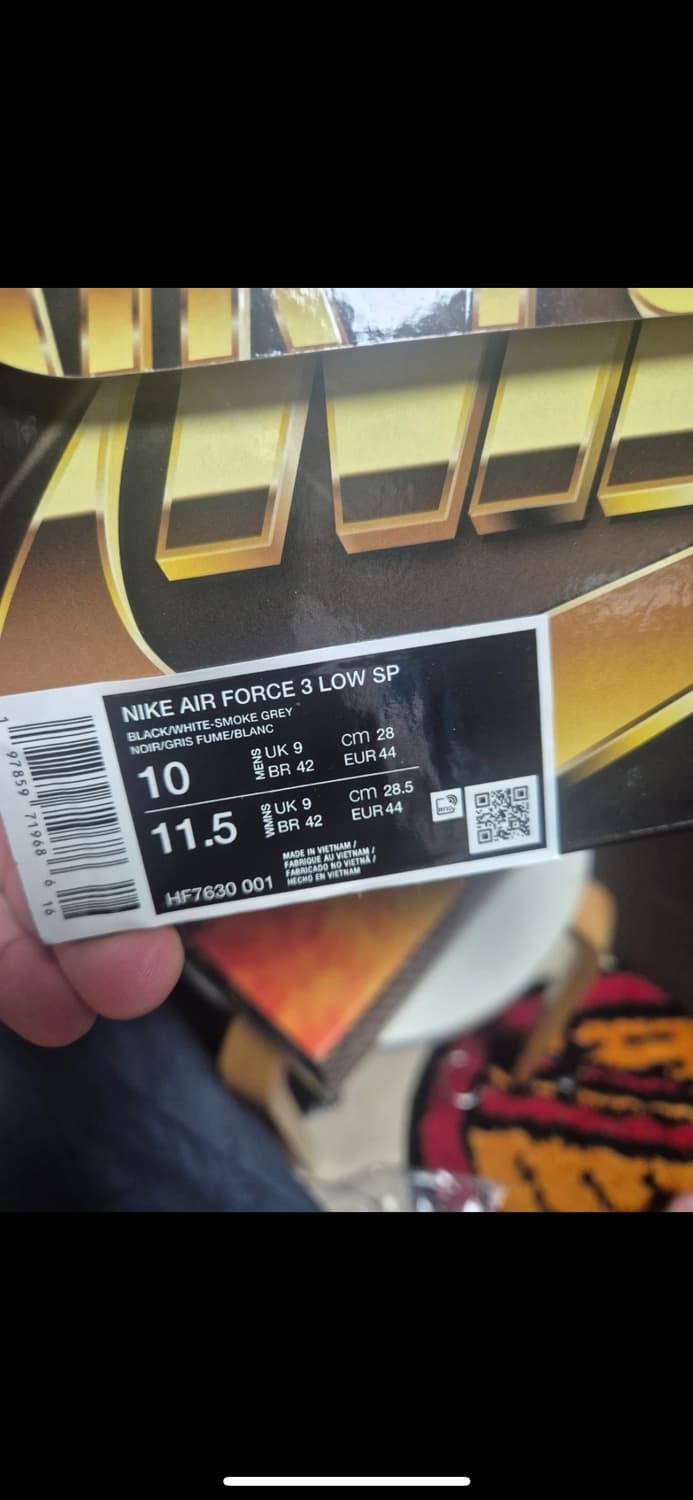 NIKE AIR FORCE 3 LOW SP
BLACK/WHITE-SMOKE GREY
NOIR/GRIS FUME/BLANC
10 MENS UK 9 cm 28
BR 42 EUR 44
11.5 WMNS UK 9 cm 28.5
BR 42 EUR 44
MADE IN VIETNAM /
FABRIQUE AU VIETNAM /
FABRICADO NO VIETNÃ /
HECHO EN VIETNAM
HF7630 001
1 97859 71968 6 16
RFID